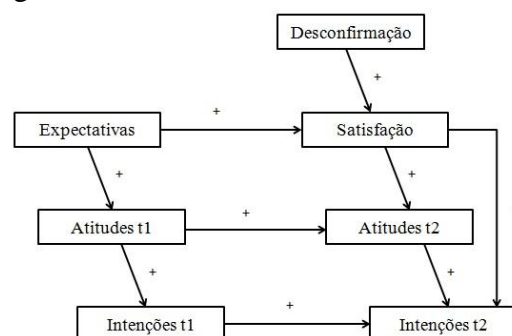 Desconfirmação
+
+
Expectativas
Satisfação
+
+
+
Atitudes t1
Atitudes t2
+
+
+
Intenções t1
Intenções t2